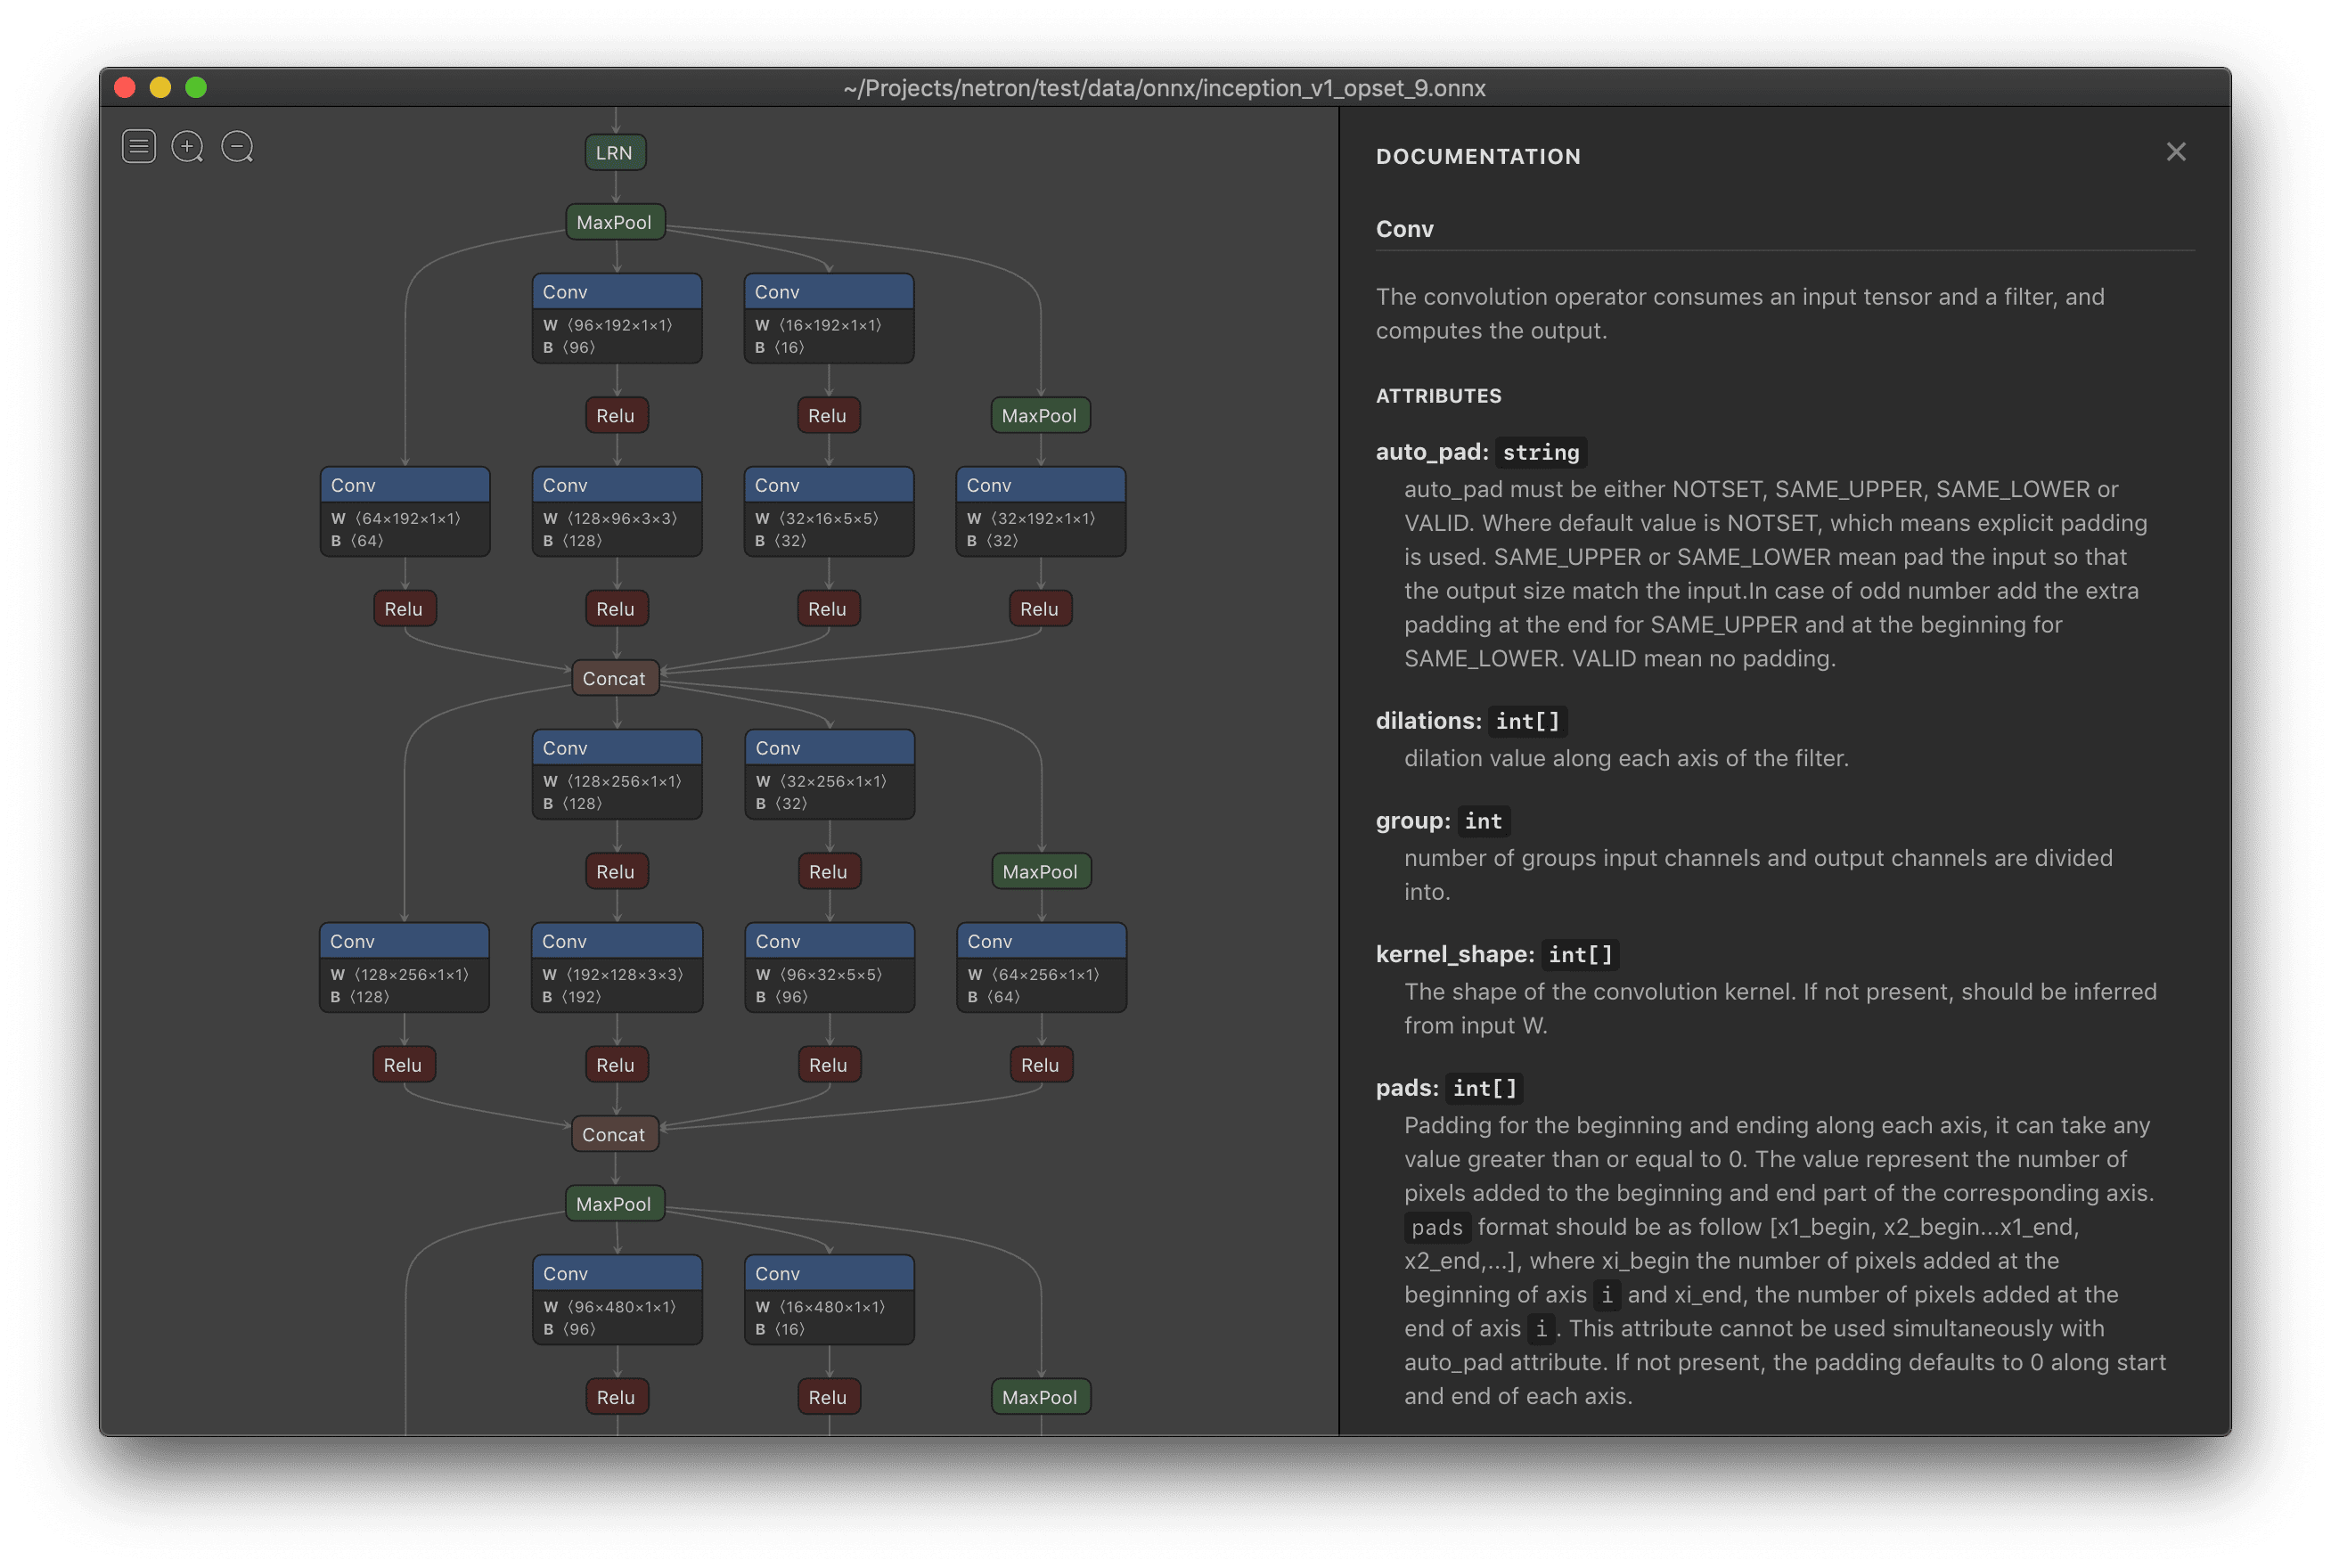 ~/Projects/netron/test/data/onnx/inception_v1_opset_9.onnx
LRN
MaxPool
Conv
W ⟨96×192×1×1⟩
B ⟨96⟩
Conv
W ⟨16×192×1×1⟩
B ⟨16⟩
Relu
Relu
MaxPool
Conv
W ⟨64×192×1×1⟩
B ⟨64⟩
Conv
W ⟨128×96×3×3⟩
B ⟨128⟩
Conv
W ⟨32×16×5×5⟩
B ⟨32⟩
Conv
W ⟨32×192×1×1⟩
B ⟨32⟩
Relu
Relu
Relu
Relu
Concat
Conv
W ⟨128×256×1×1⟩
B ⟨128⟩
Conv
W ⟨32×256×1×1⟩
B ⟨32⟩
Relu
Relu
MaxPool
Conv
W ⟨128×256×1×1⟩
B ⟨128⟩
Conv
W ⟨192×128×3×3⟩
B ⟨192⟩
Conv
W ⟨96×32×5×5⟩
B ⟨96⟩
Conv
W ⟨64×256×1×1⟩
B ⟨64⟩
Relu
Relu
Relu
Relu
Concat
MaxPool
Conv
W ⟨96×480×1×1⟩
B ⟨96⟩
Conv
W ⟨16×480×1×1⟩
B ⟨16⟩
Relu
Relu
MaxPool
DOCUMENTATION
Conv
The convolution operator consumes an input tensor and a filter, and
computes the output.
ATTRIBUTES
auto_pad: string
auto_pad must be either NOTSET, SAME_UPPER, SAME_LOWER or
VALID. Where default value is NOTSET, which means explicit padding
is used. SAME_UPPER or SAME_LOWER mean pad the input so that
the output size match the input.In case of odd number add the extra
padding at the end for SAME_UPPER and at the beginning for
SAME_LOWER. VALID mean no padding.
dilations: int[]
dilation value along each axis of the filter.
group: int
number of groups input channels and output channels are divided
into.
kernel_shape: int[]
The shape of the convolution kernel. If not present, should be inferred
from input W.
pads: int[]
Padding for the beginning and ending along each axis, it can take any
value greater than or equal to 0. The value represent the number of
pixels added to the beginning and end part of the corresponding axis.
pads format should be as follow [x1_begin, x2_begin...x1_end,
x2_end,...], where xi_begin the number of pixels added at the
beginning of axis i and xi_end, the number of pixels added at the
end of axis i. This attribute cannot be used simultaneously with
auto_pad attribute. If not present, the padding defaults to 0 along start
and end of each axis.